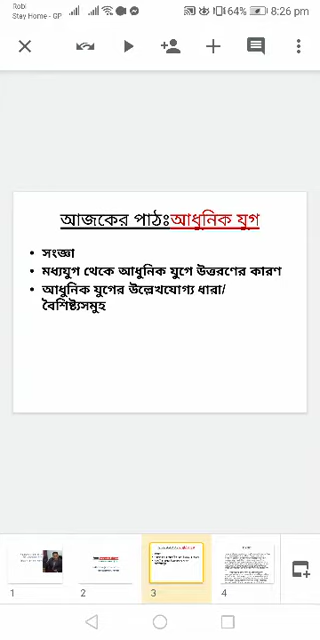 Robi
Stay Home - GP
64%
8:26 pm
আজকের পাঠঃআধুনিক যুগ
• সংজ্ঞা
• মধ্যযুগ থেকে আধুনিক যুগে উত্তরণের কারণ
• আধুনিক যুগের উল্লেখযোগ্য ধারা/
বৈশিষ্ট্যসমুহ
1
2
3
4